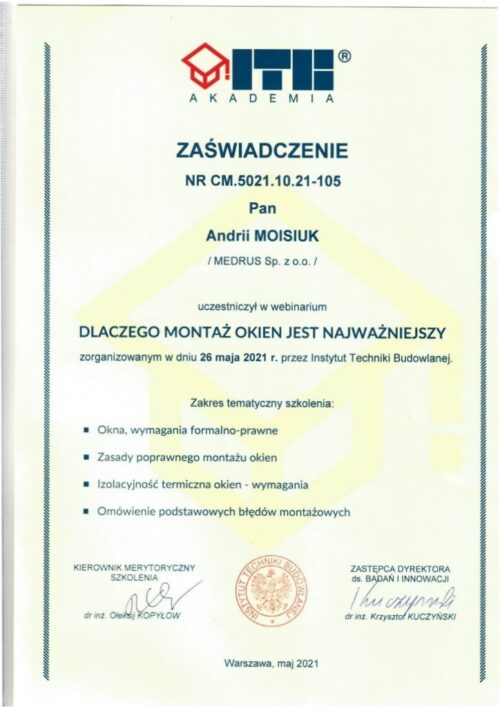 ITB ®
AKADEMIA
ZAŚWIADCZENIE
NR CM.5021.10.21-105
Pan
Andrii MOISIUK
/ MEDRUS Sp. z o.o. /
uczestniczył w webinarium
DLACZEGO MONTAŻ OKIEN JEST NAJWAŻNIEJSZY
zorganizowanym w dniu 26 maja 2021 r. przez Instytut Techniki Budowlanej.
Zakres tematyczny szkolenia:
▪ Okna, wymagania formalno-prawne
▪ Zasady poprawnego montażu okien
▪ Izolacyjność termiczna okien - wymagania
▪ Omówienie podstawowych błędów montażowych
KIEROWNIK MERYTORYCZNY
SZKOLENIA
dr inż. Ołeksij KOPYŁOW
INSTYTUT TECHNIKI BUDOWLANEJ
ZASTĘPCA DYREKTORA
ds. BADAŃ I INNOWACJI
dr inż. Krzysztof KUCZYŃSKI
Warszawa, maj 2021